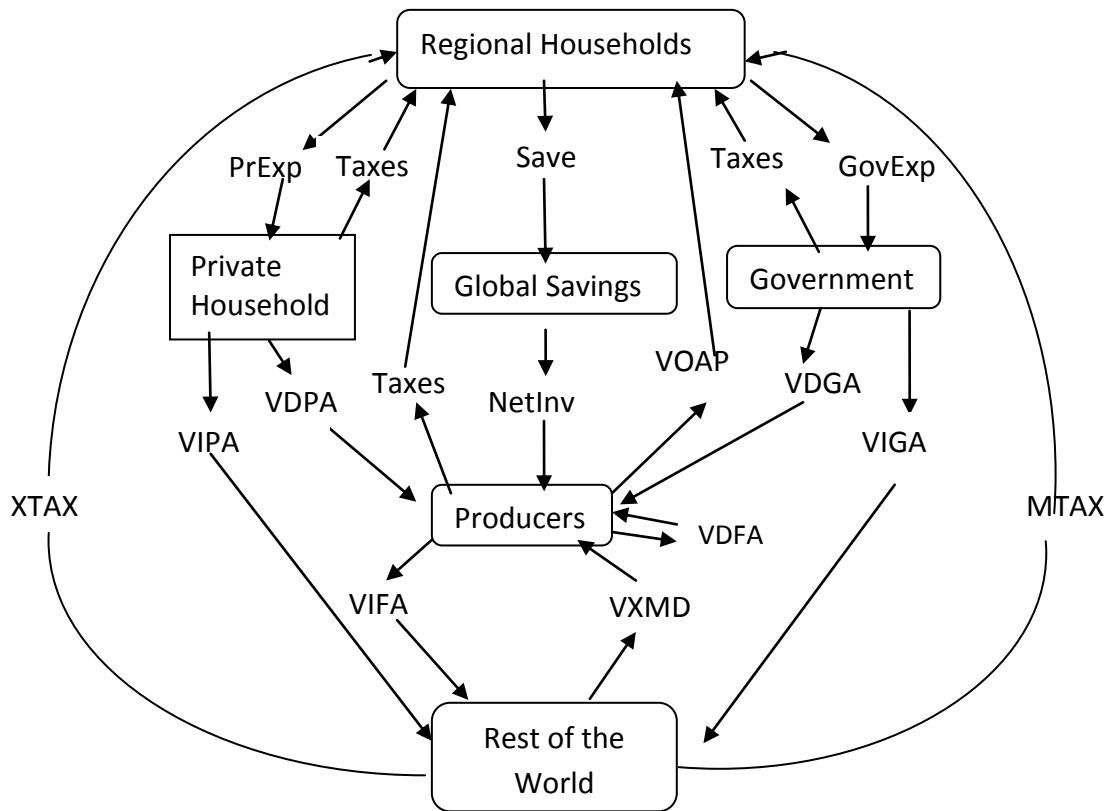 Regional Households
PrExp
Taxes
Save
Taxes
GovExp
Private
Household
Global Savings
Government
Taxes
VOAP
VDPA
NetInv
VDGA
VIPA
VIGA
XTAX
Producers
MTAX
VDFA
VIFA
VXMD
Rest of the
World